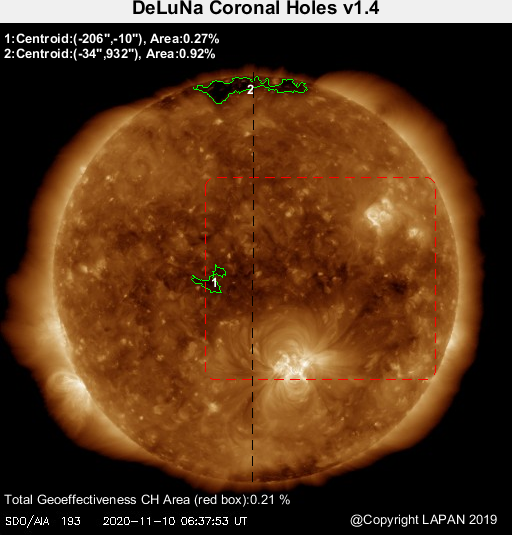 DeLuNa Coronal Holes v1.4
1:Centroid:(-206",-10"), Area:0.27%
2:Centroid:(-34",932"), Area:0.92%
2
1
Total Geoeffectiveness CH Area (red box):0.21 %
SDO/AIA 193 2020-11-10 06:37:53 UT
@Copyright LAPAN 2019